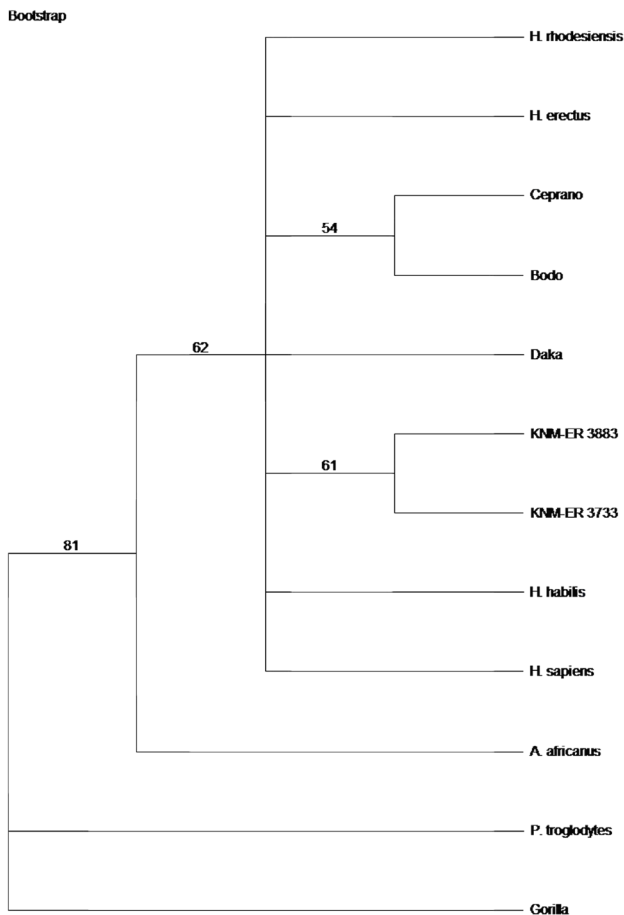 Bootstrap
H. rhodesiensis
H. erectus
Ceprano
54
Bodo
62
Daka
KNM-ER 3883
61
KNM-ER 3733
81
H. habilis
H. sapiens
A. africanus
P. troglodytes
Gorilla